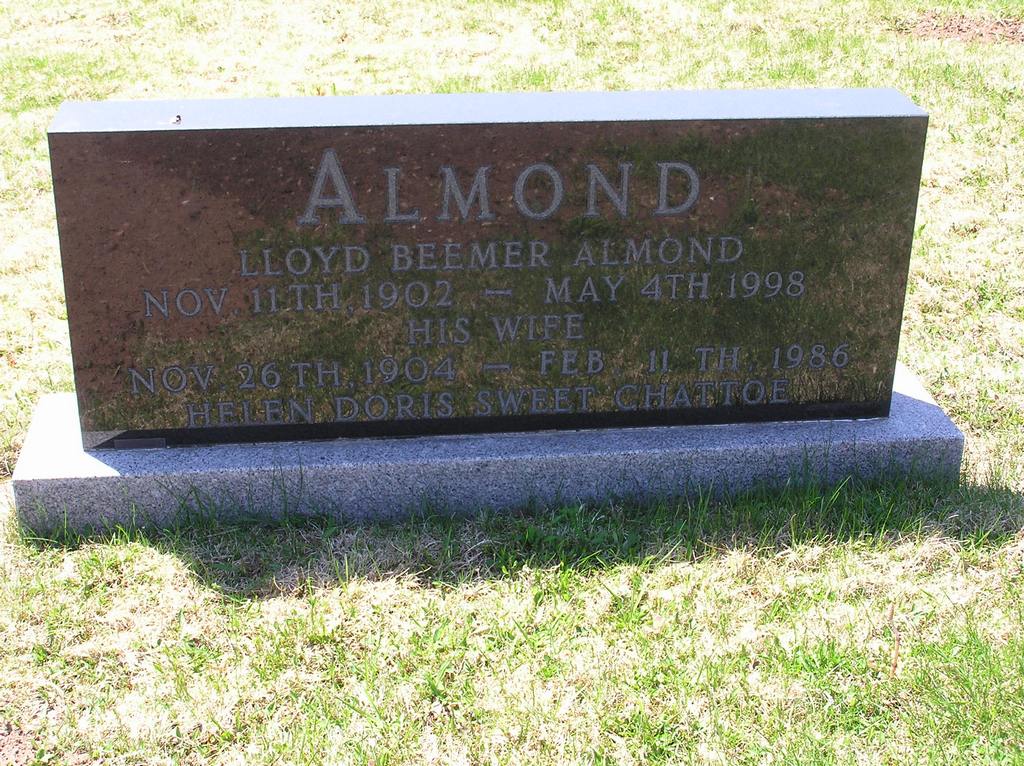 ALMOND
LLOYD BEEMER ALMOND
NOV. 11TH, 1902 – MAY 4TH 1998
HIS WIFE
NOV. 26TH, 1904 – FEB 11 TH, 1986
HELEN DORIS SWEET CHATTOE